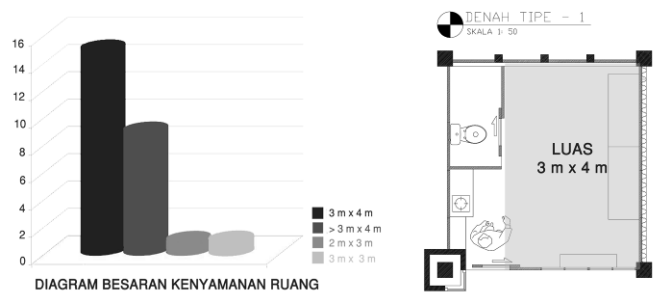 16
14
12
10
8
6
4
2
0
3 m x 4 m
> 3 m x 4 m
2 m x 3 m
3 m x 3 m
DIAGRAM BESARAN KENYAMANAN RUANG
DENAH TIPE - 1
SKALA 1: 50
LUAS
3 m x 4 m